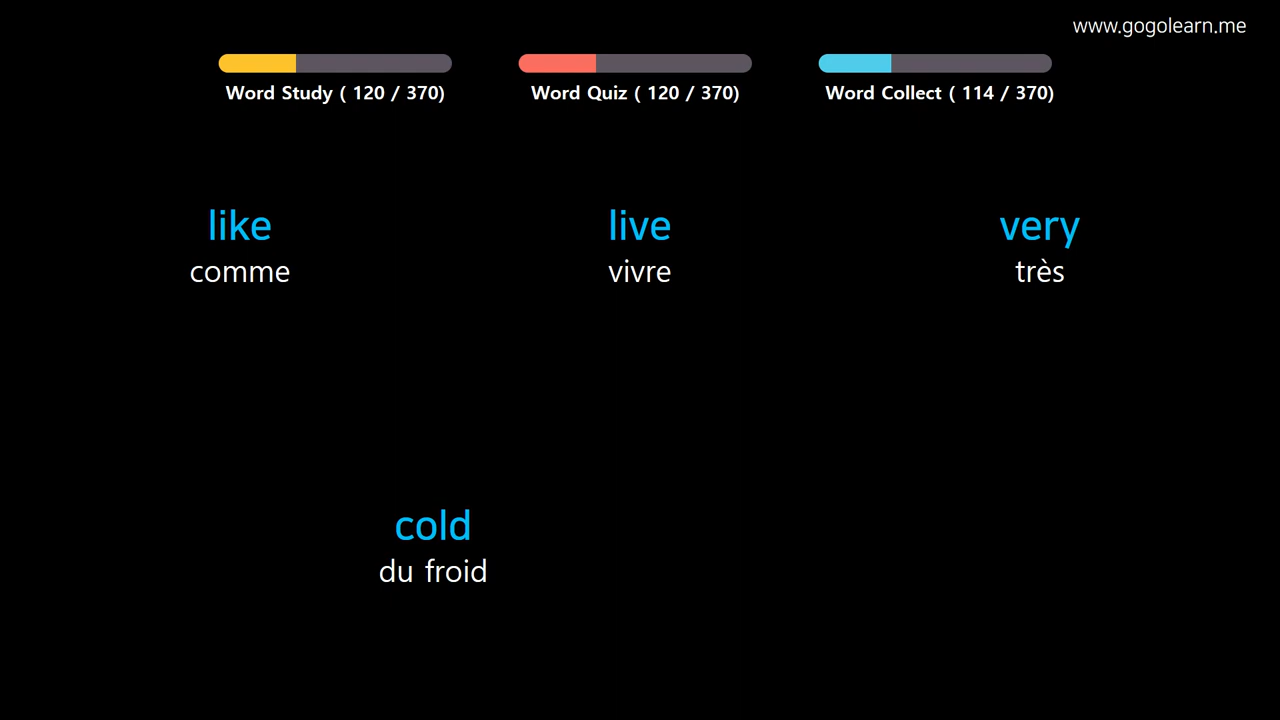 www.gogolearn.me
Word Study ( 120 / 370)
Word Quiz ( 120 / 370)
Word Collect ( 114 / 370)
like
comme
live
vivre
very
très
cold
du froid